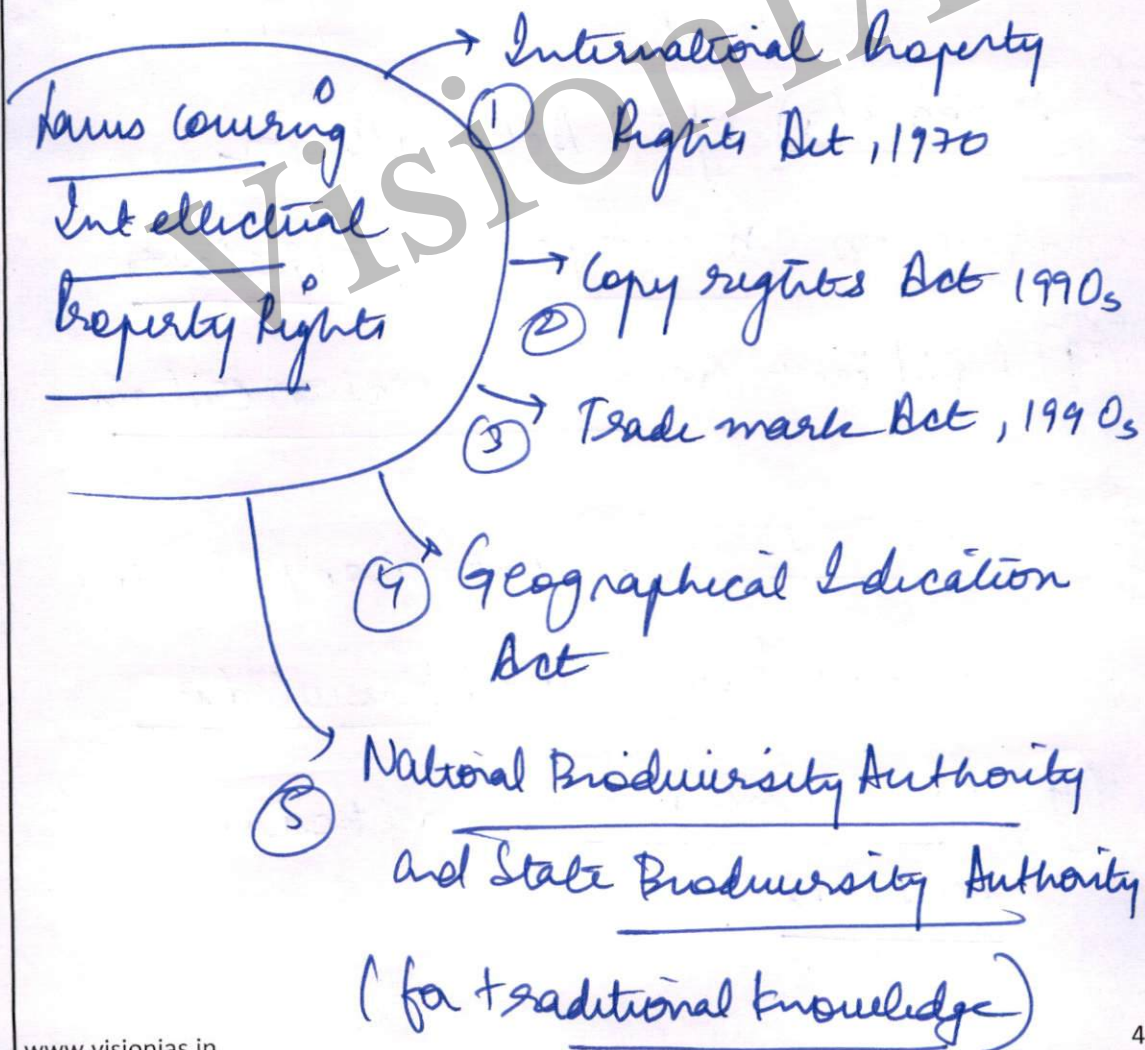 Laws covering
Intellectual
Property Rights
① International Property
Rights Act, 1970
② Copy rights Act 1990s
③ Trade mark Act, 1990s
④ Geographical Idication
Act
⑤ National Biodiversity Authority
and State Biodiversity Authority
(for traditional knowledge)
VisionIA
www.visionias.in
4